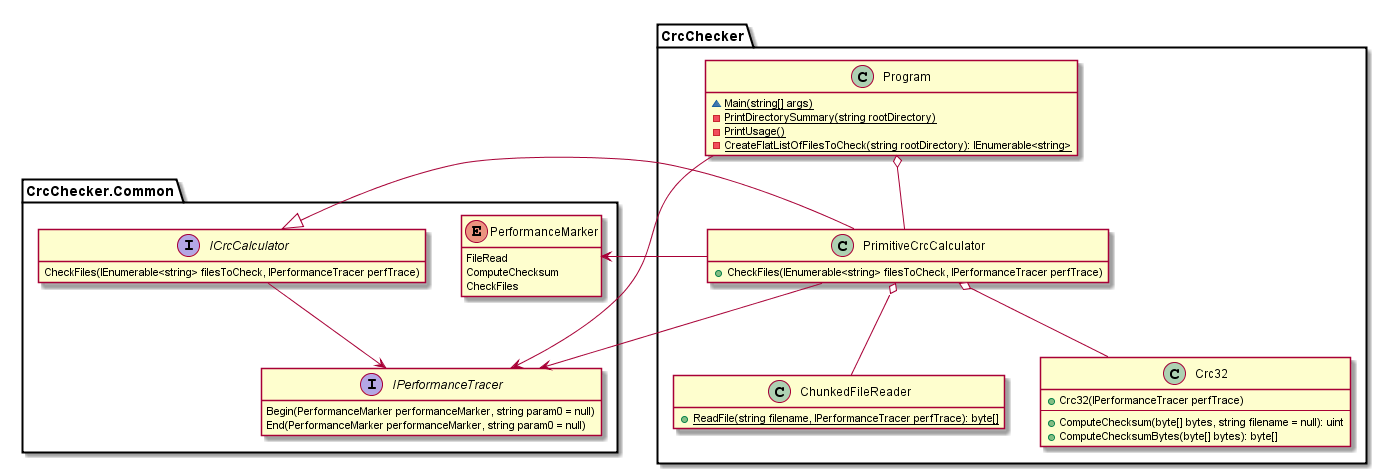 CrcChecker
C Program
Main(string[] args)
PrintDirectorySummary(string rootDirectory)
PrintUsage()
CreateFlatListOfFilesToCheck(string rootDirectory): IEnumerable<string>
CrcChecker.Common
I ICrcCalculator
CheckFiles(IEnumerable<string> filesToCheck, IPerformanceTracer perfTrace)
E PerformanceMarker
FileRead
ComputeChecksum
CheckFiles
C PrimitiveCrcCalculator
CheckFiles(IEnumerable<string> filesToCheck, IPerformanceTracer perfTrace)
I IPerformanceTracer
Begin(PerformanceMarker performanceMarker, string param0 = null)
End(PerformanceMarker performanceMarker, string param0 = null)
C ChunkedFileReader
ReadFile(string filename, IPerformanceTracer perfTrace): byte[]
C Crc32
Crc32(IPerformanceTracer perfTrace)
ComputeChecksum(byte[] bytes, string filename = null): uint
ComputeChecksumBytes(byte[] bytes): byte[]